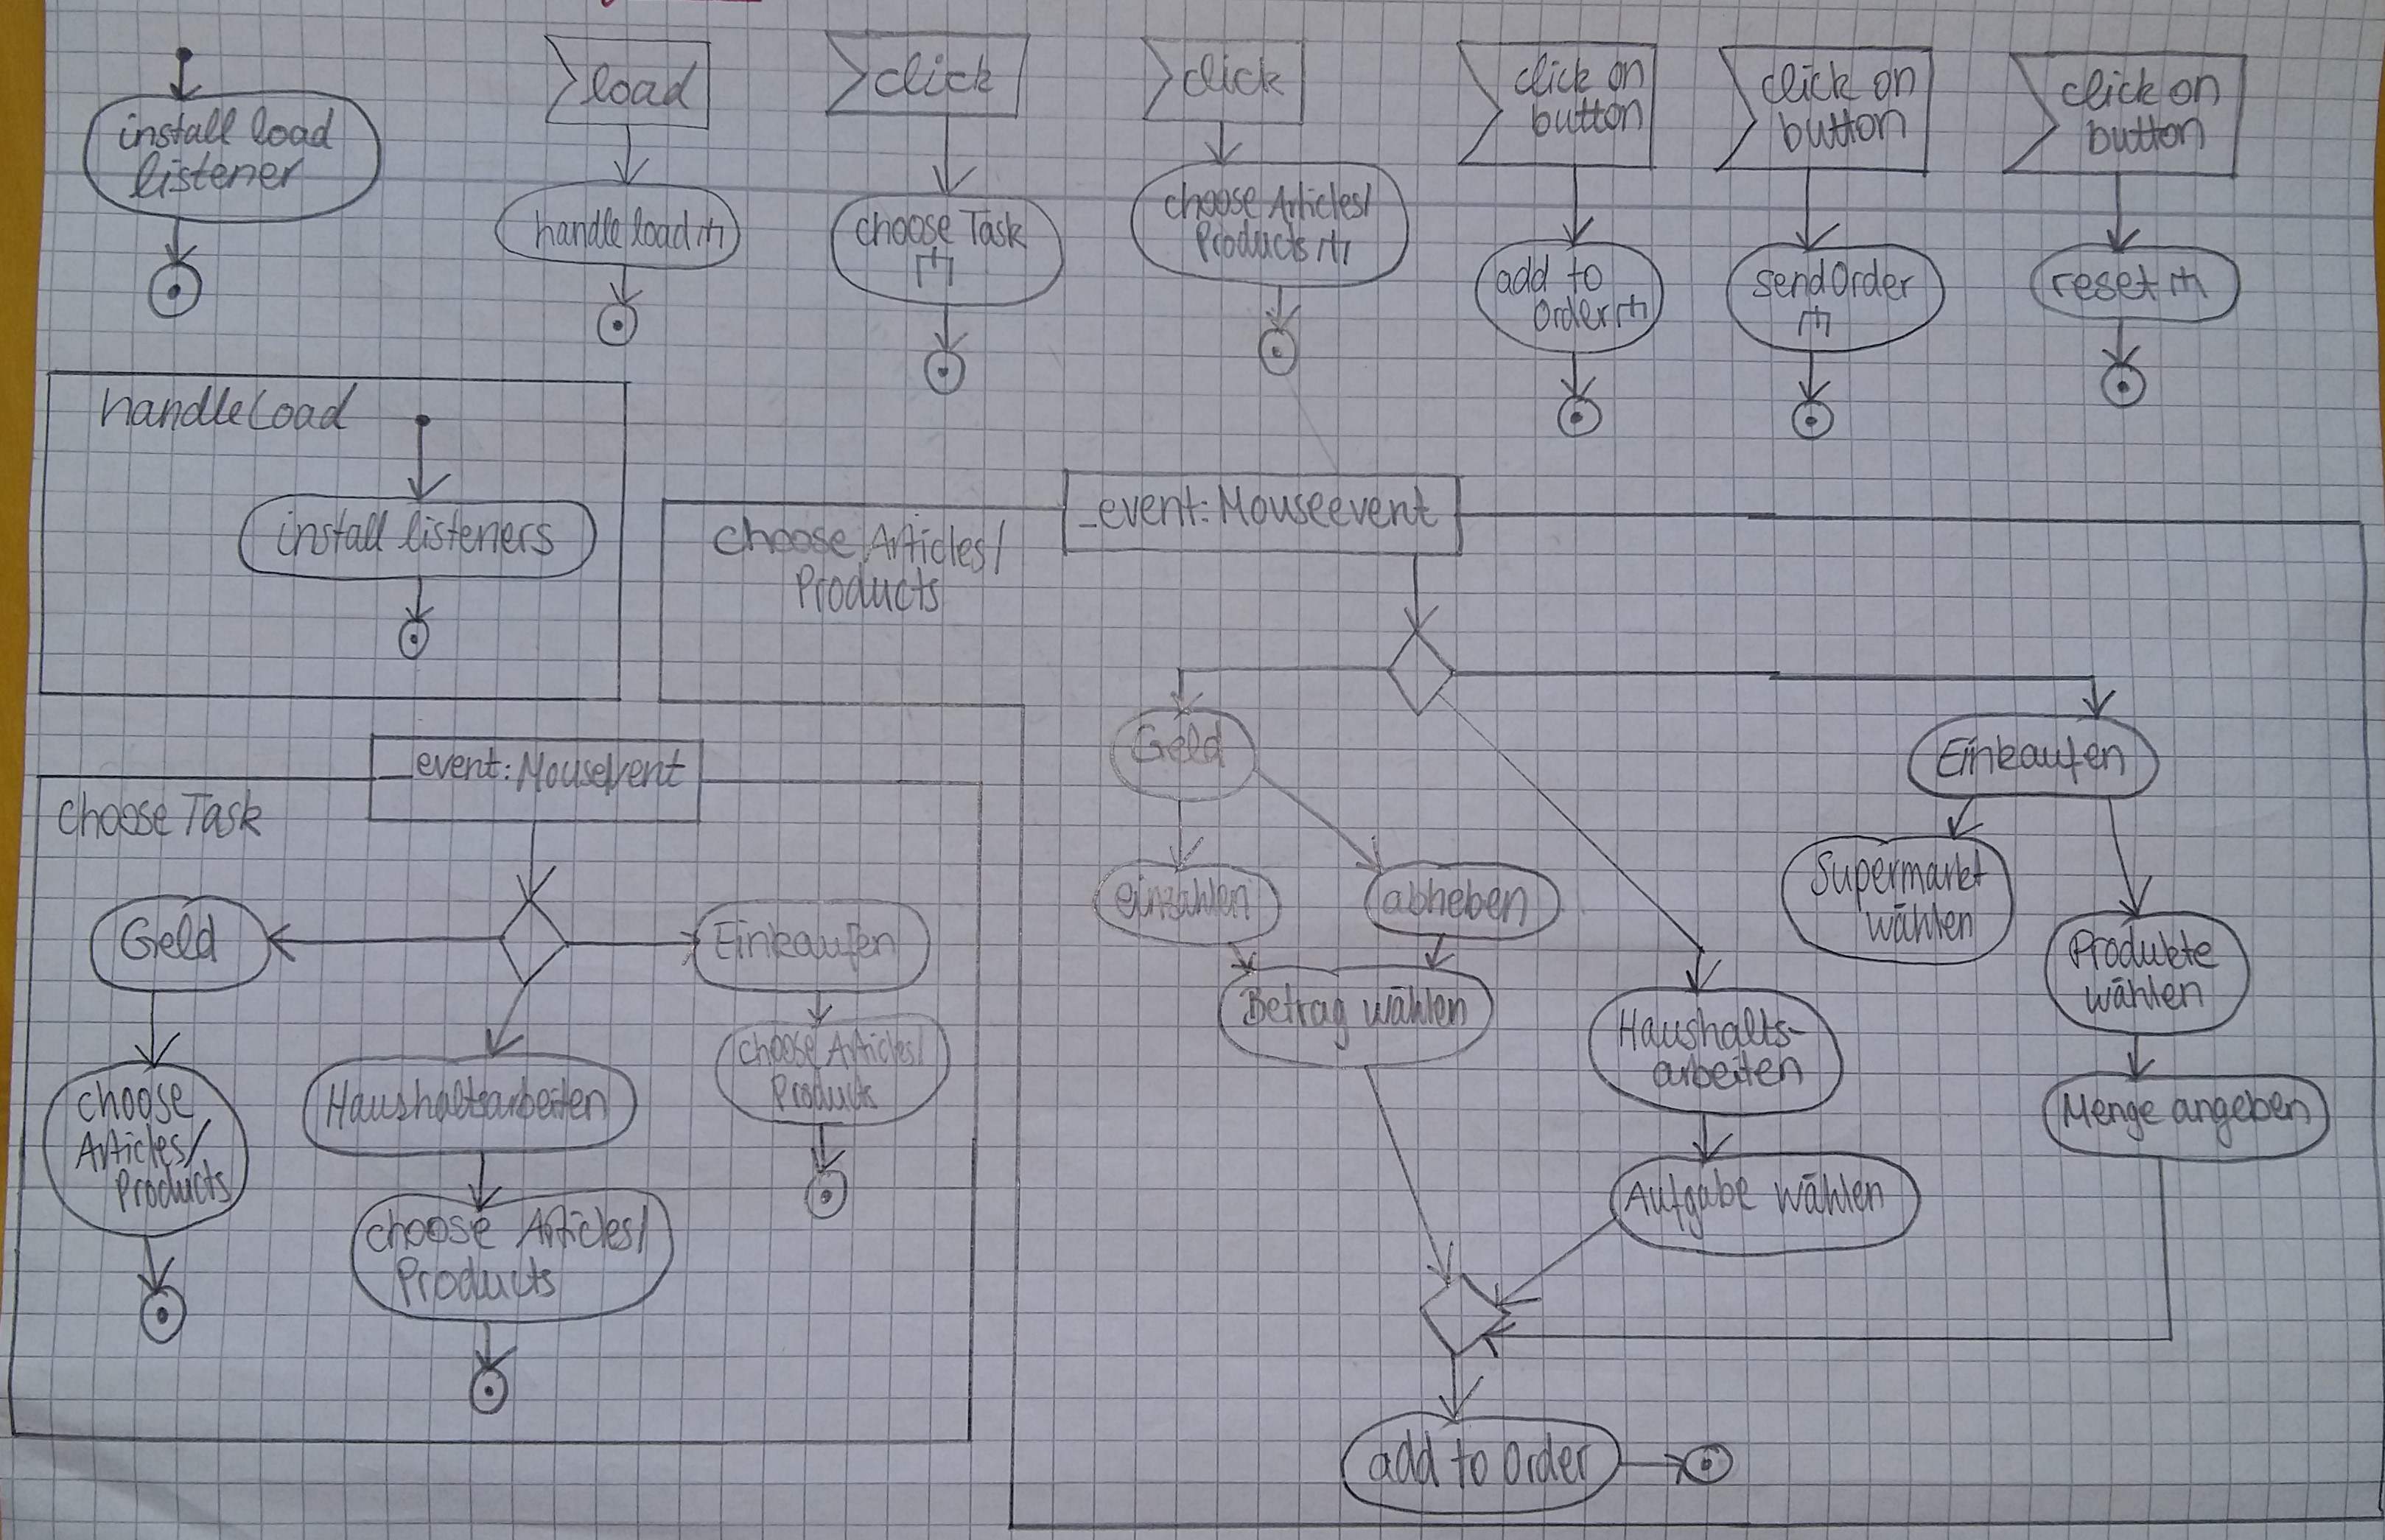 install load
listener
load
handle load
click
choose Task
click
choose Articles/
Products
click on
button
add to
Order
click on
button
sendOrder
click on
button
reset
handleLoad
install listeners
_event: Mouseevent
choose Articles/
Products
Geld
einzahlen
abheben
Betrag wählen
Haushalts-
arbeiten
Aufgabe wählen
Einkaufen
Supermarkt
wählen
Produkte
wählen
Menge angeben
add to order
_event: Mousevent
choose Task
Geld
choose
Articles/
Products
Haushaltsarbeiten
choose Articles/
Products
Einkaufen
choose Articles/
Products